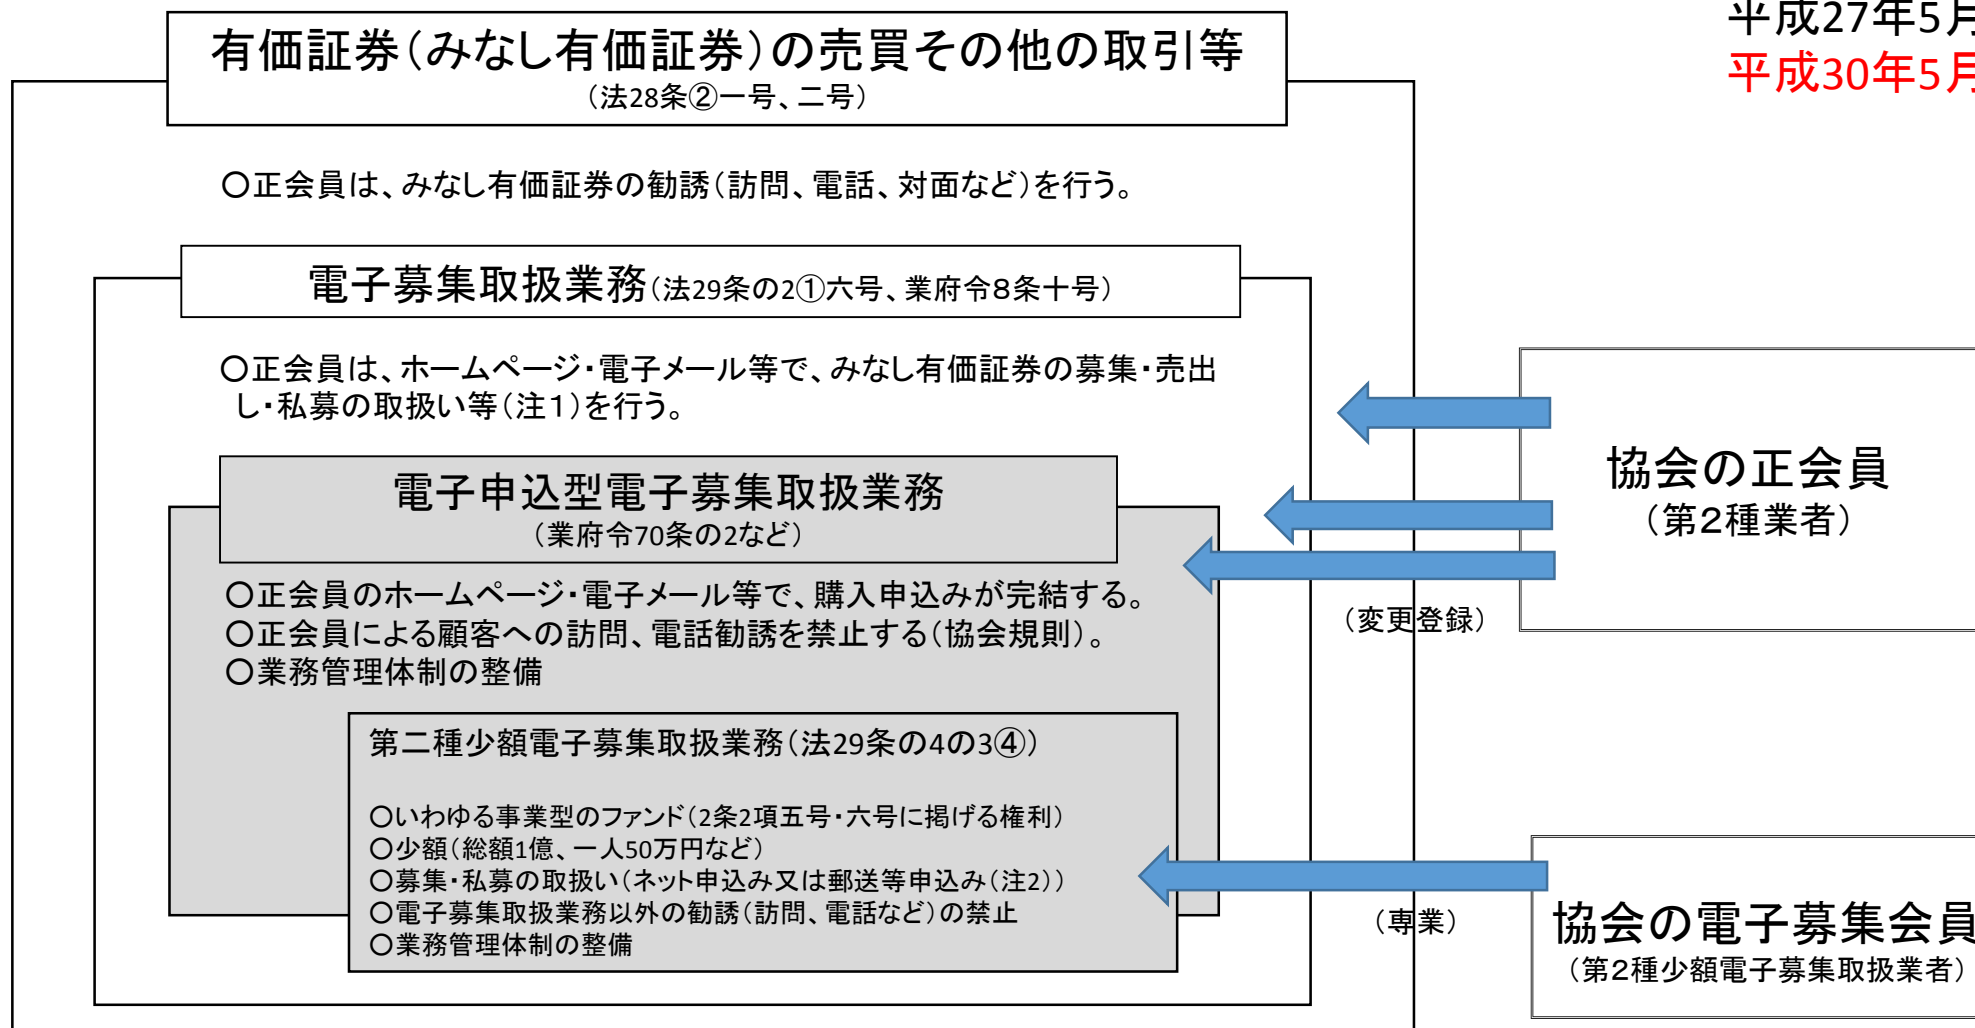 平成27年5月
平成30年5月
有価証券（みなし有価証券）の売買その他の取引等
（法28条②一号、二号）
〇正会員は、みなし有価証券の勧誘（訪問、電話、対面など）を行う。
電子募集取扱業務（法29条の2①六号、業府令８条十号）
〇正会員は、ホームページ・電子メール等で、みなし有価証券の募集・売出
し・私募の取扱い等（注１）を行う。
電子申込型電子募集取扱業務
（業府令70条の2など）
〇正会員のホームページ・電子メール等で、購入申込みが完結する。
〇正会員による顧客への訪問、電話勧誘を禁止する（協会規則）。
〇業務管理体制の整備
第二種少額電子募集取扱業務（法29条の4の3④）
〇いわゆる事業型のファンド（2条2項五号・六号に掲げる権利）
〇少額（総額1億、一人50万円など）
〇募集・私募の取扱い（ネット申込み又は郵送等申込み（注2））
〇電子募集取扱業務以外の勧誘（訪問、電話など）の禁止
〇業務管理体制の整備
協会の正会員
（第２種業者）
（変更登録）
（専業）
協会の電子募集会員
（第2種少額電子募集取扱業者）